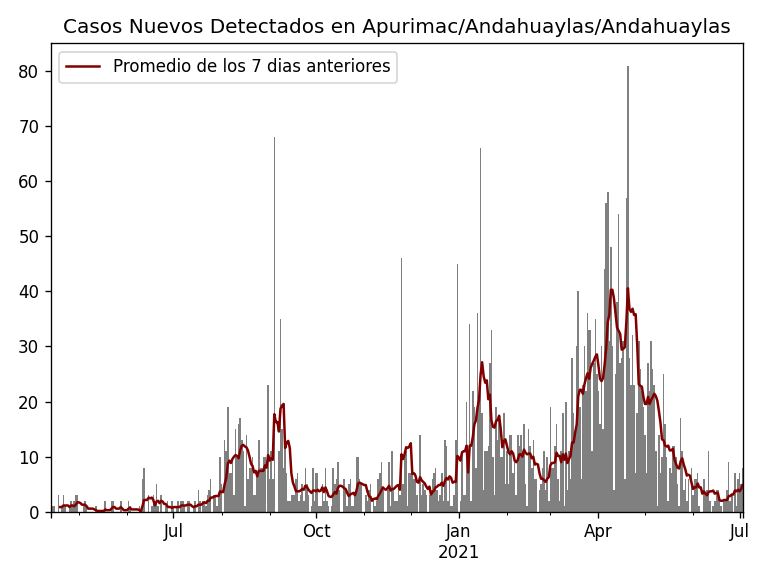 Casos Nuevos Detectados en Apurimac/Andahuaylas/Andahuaylas
Promedio de los 7 dias anteriores
80
70
60
50
40
30
20
10
0
Jul
Oct
Jan
2021
Apr
Jul